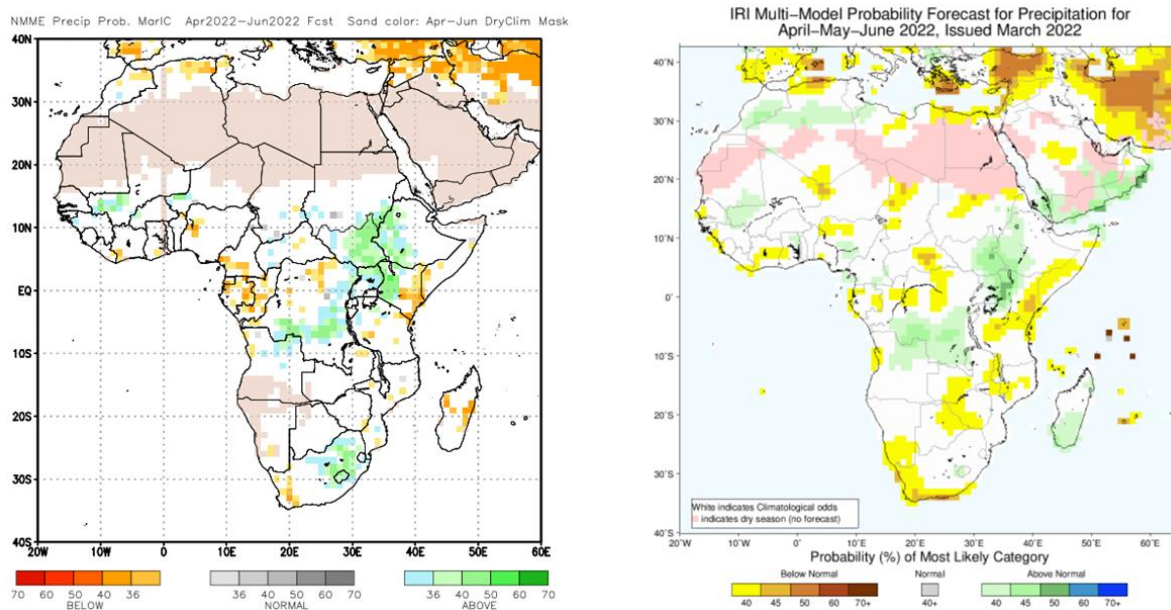 NMME Precip Prob. MarIC Apr2022-Jun2022 Fcst Sand color: Apr-Jun DryClim Mask
40N
30N
20N
10N
EQ
10S
20S
30S
40S
20W 10W 0 10E 20E 30E 40E 50E 60E
70 60 50 40 36
BELOW
36 40 50 60 70
NORMAL
36 40 50 60 70
ABOVE
IRI Multi-Model Probability Forecast for Precipitation for
April-May-June 2022, Issued March 2022
40˚N
30˚N
20˚N
10˚N
0˚
10˚S
20˚S
30˚S
40˚S
White indicates Climatological odds
indicates dry season (no forecast)
20˚W 10˚W 0˚ 10˚E 20˚E 30˚E 40˚E 50˚E 60˚E
Probability (%) of Most Likely Category
Below Normal
40 45 50 60 70+
Normal
40+
Above Normal
40 45 50 60 70+